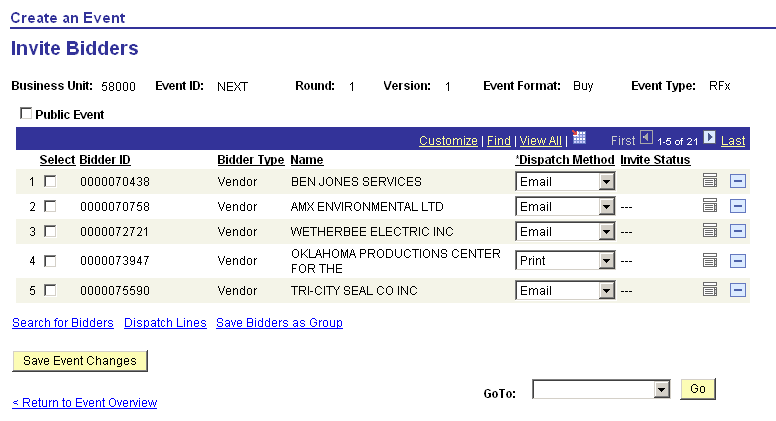 Create an Event
Invite Bidders
Business Unit: 58000 Event ID: NEXT Round: 1 Version: 1 Event Format: Buy Event Type: RFx
Public Event
Customize | Find | View All | First 1-5 of 21 Last
Select Bidder ID Bidder Type Name *Dispatch Method Invite Status
1 0000070438 Vendor BEN JONES SERVICES Email
2 0000070758 Vendor AMX ENVIRONMENTAL LTD Email ---
3 0000072721 Vendor WETHERBEE ELECTRIC INC Email ---
4 0000073947 Vendor OKLAHOMA PRODUCTIONS CENTER Print ---
FOR THE
5 0000075590 Vendor TRI-CITY SEAL CO INC Email ---
Search for Bidders Dispatch Lines Save Bidders as Group
Save Event Changes
GoTo: Go
< Return to Event Overview